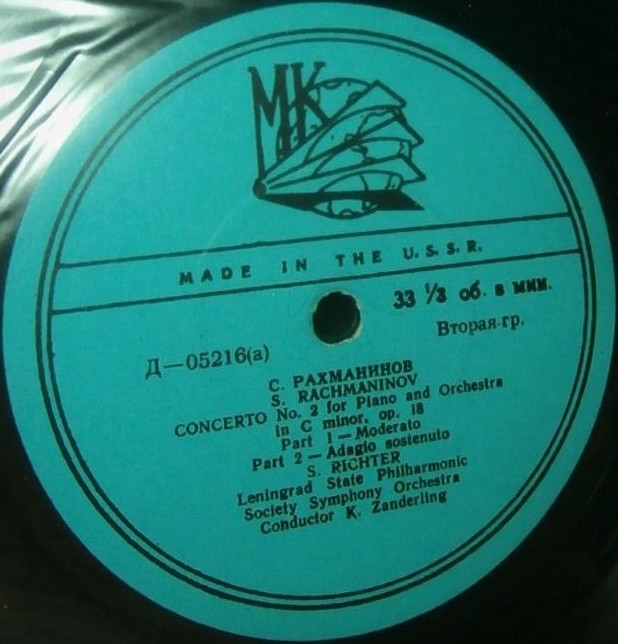 МК
MADE IN THE U.S.S.R.
33 ⅓ об. в мин.
Вторая гр.
Д—05216(а)
С. РАХМАНИНОВ
S. RACHMANINOV
CONCERTO No. 2 for Piano and Orchestra
in C minor, op. 18
Part 1—Moderato
Part 2—Adagio sostenuto
S. RICHTER
Leningrad State Philharmonic
Society Symphony Orchestra
Conductor K. Zanderling